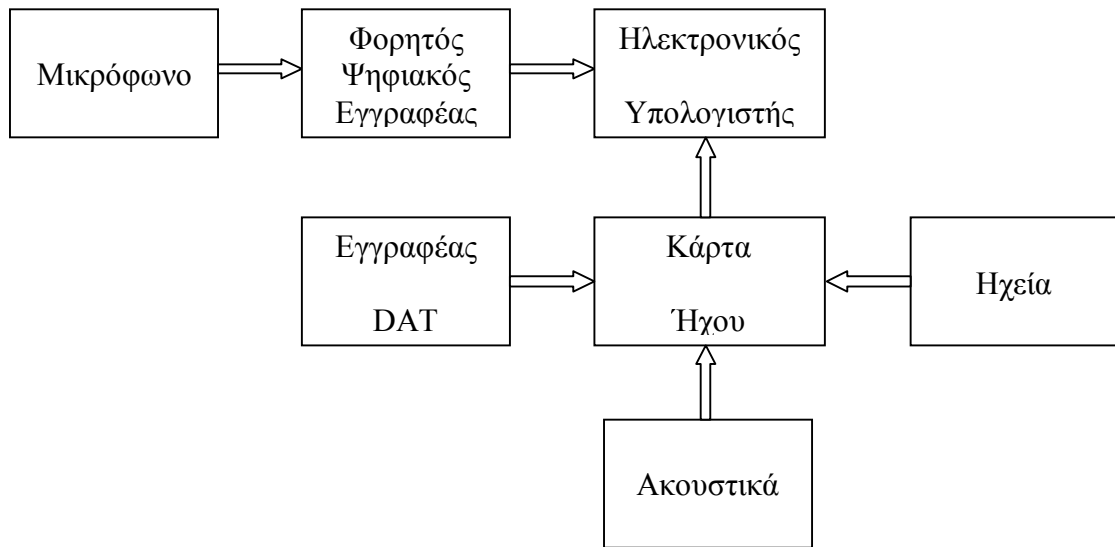 Μικρόφωνο
Φορητός
Ψηφιακός
Εγγραφέας
Ηλεκτρονικός
Υπολογιστής
Εγγραφέας
DAT
Κάρτα
Ήχου
Ηχεία
Ακουστικά